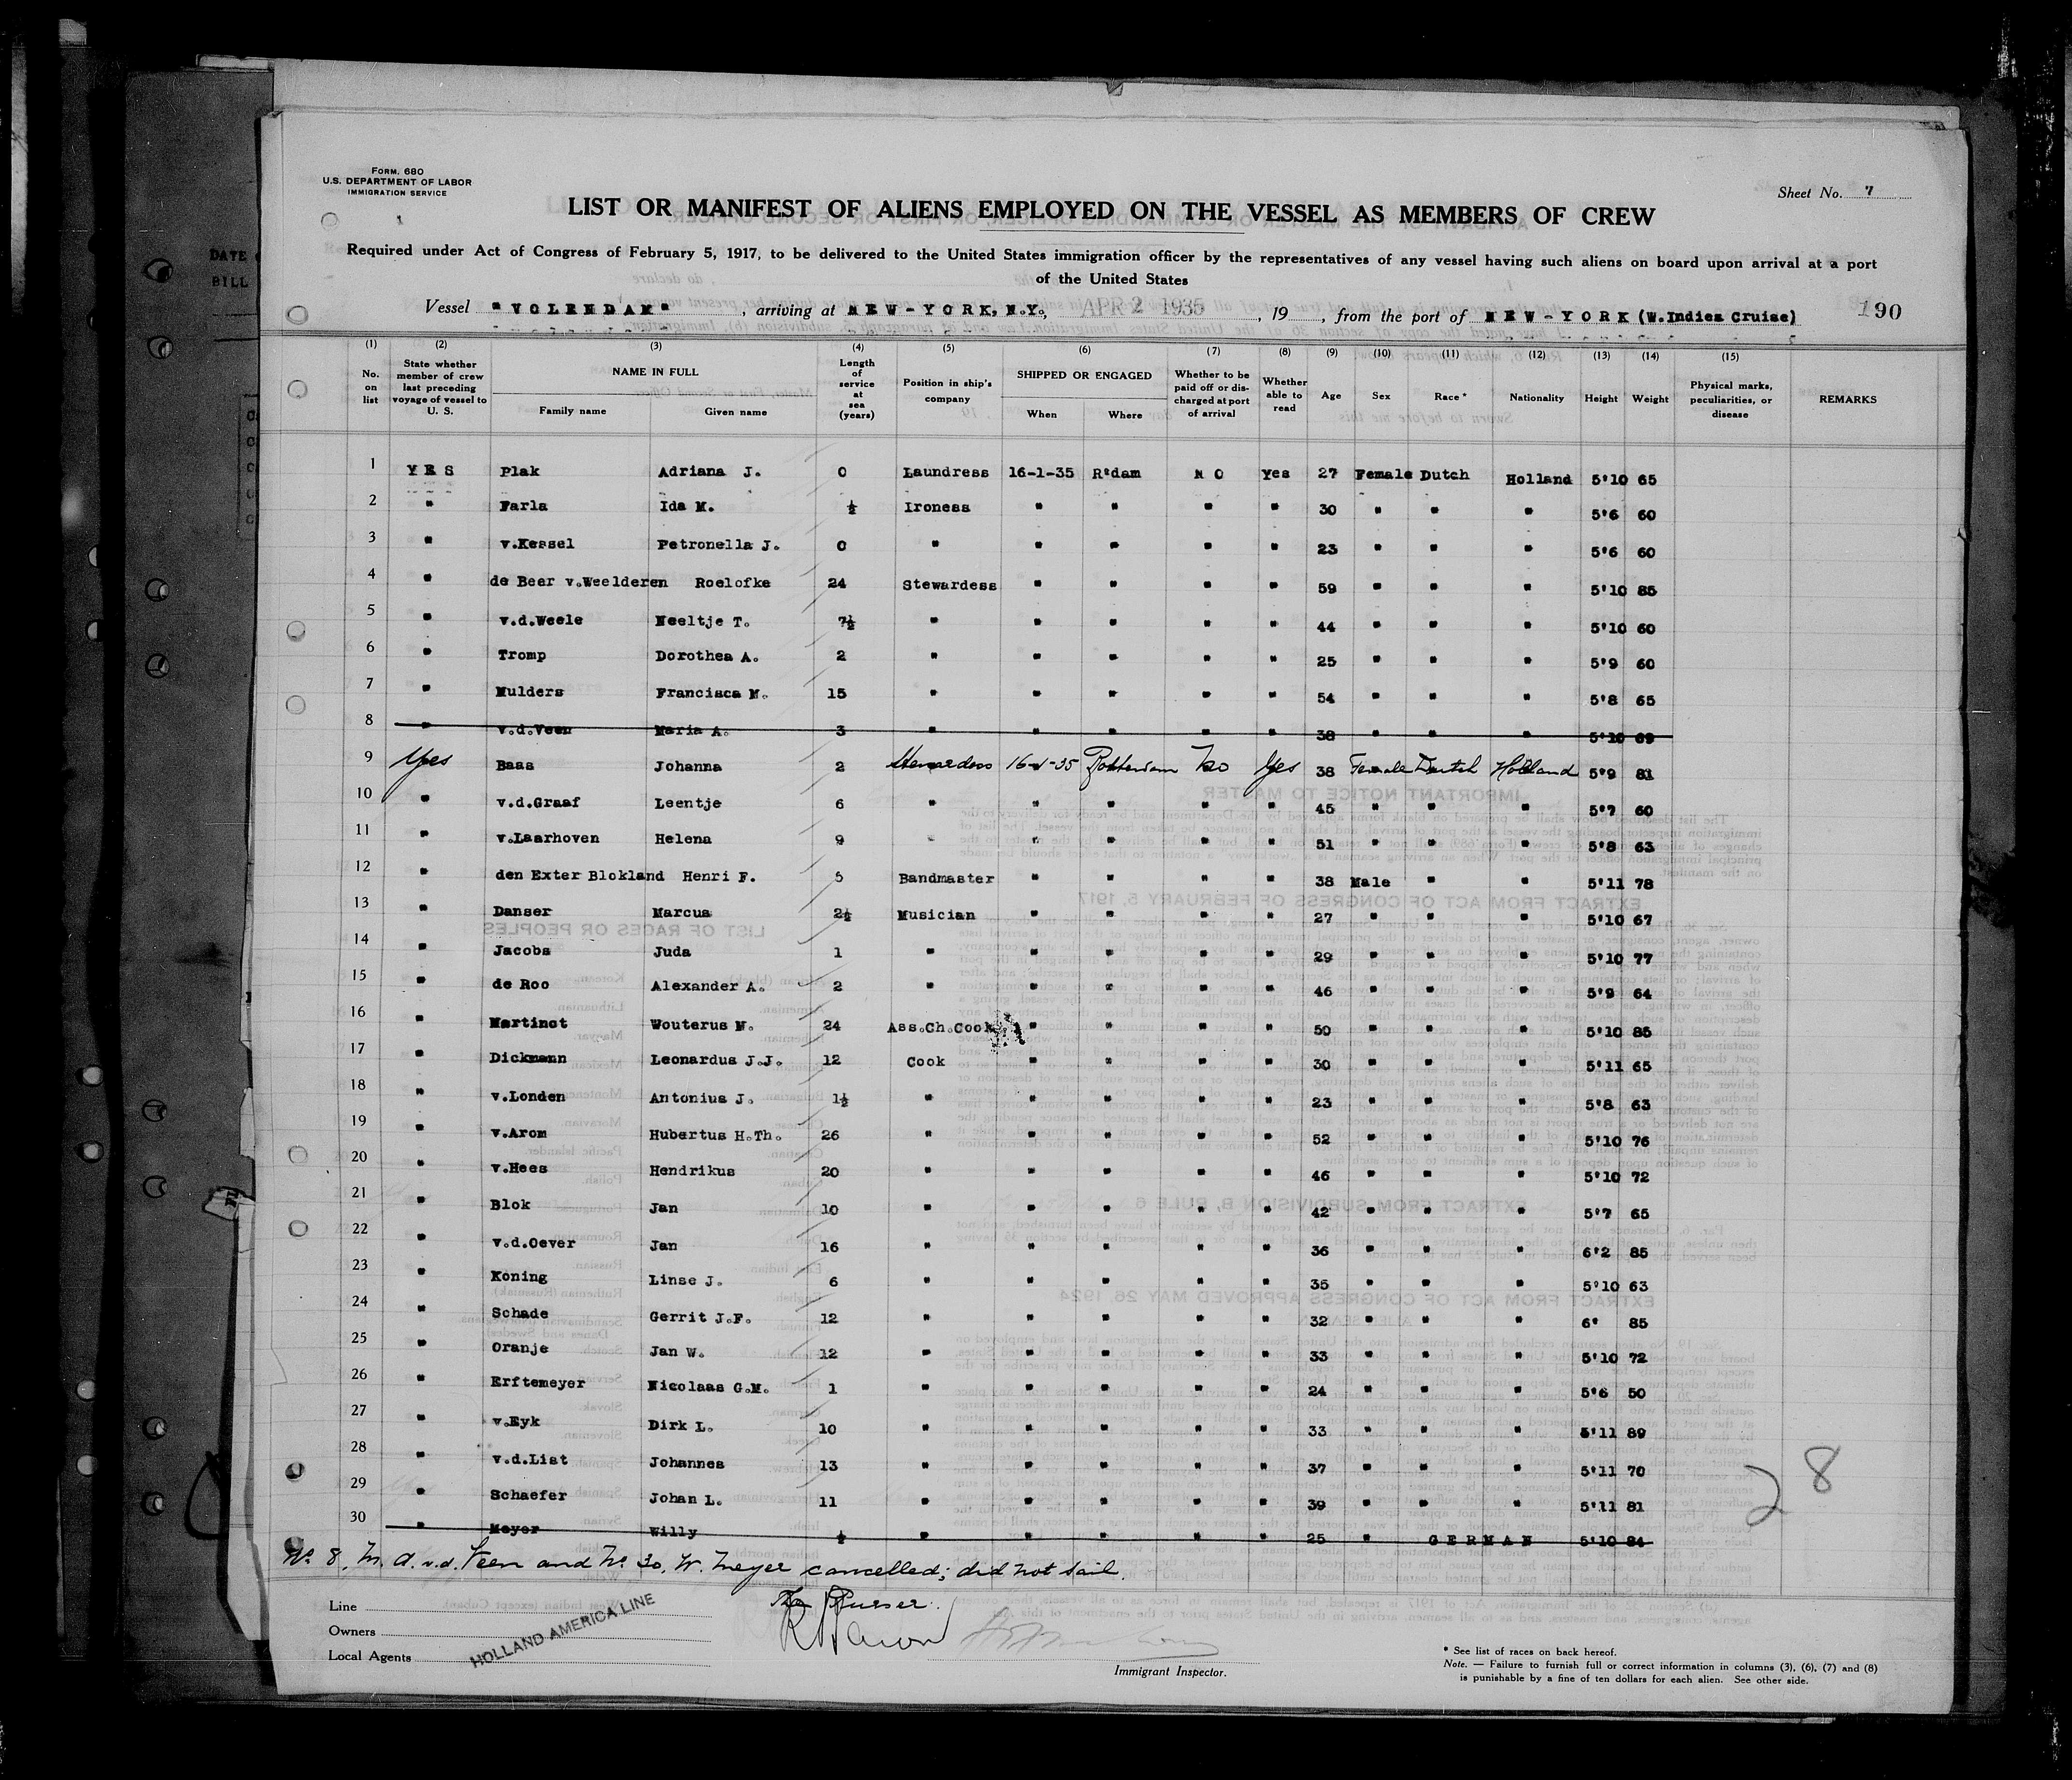 FORM. 680
U.S. DEPARTMENT OF LABOR
IMMIGRATION SERVICE
Sheet No. 7
LIST OR MANIFEST OF ALIENS EMPLOYED ON THE VESSEL AS MEMBERS OF CREW
Required under Act of Congress of February 5, 1917, to be delivered to the United States immigration officer by the representatives of any vessel having such aliens on board upon arrival at a port
of the United States
Vessel "VOLENDAM", arriving at NEW-YORK, N.Y., APR 2 1935, 19 , from the port of NEW-YORK (W.Indies Cruise) 190
(1) (2) (3) (4) (5) (6) (7) (8) (9) (10) (11) (12) (13) (14) (15)
No. on list
State whether member of crew last preceding voyage of vessel to U. S.
NAME IN FULL
Family name
Given name
Length of service at sea (years)
Position in ship's company
SHIPPED OR ENGAGED
When
Where
Whether to be paid off or discharged at port of arrival
Whether able to read
Age
Sex
Race *
Nationality
Height
Weight
Physical marks, peculiarities, or disease
REMARKS
1 YES Plak Adriana J. 0 Laundress 16-1-35 R'dam NO Yes 27 Female Dutch Holland 5'10 65
2 " Farla Ida M. ½ Ironess " " " " 30 " " " 5'6 60
3 " v.Kessel Petronella J. 0 " " " " " 23 " " " 5'6 60
4 " de Beer v.Weelderen Roelofke 24 Stewardess " " " " 59 " " " 5'10 85
5 " v.d.Weele Neeltje T. 7½ " " " " " 44 " " " 5'10 60
6 " Tromp Dorothea A. 2 " " " " " 25 " " " 5'9 60
7 " Mulders Francisca M. 15 " " " " " 54 " " " 5'8 65
8 " v.d.Veen Maria A. 3 " " " " " 38 " " " 5'10 69
9 Yes Baas Johanna 2 Stewardess 16-1-35 Rotterdam No Yes 38 Female Dutch Holland 5'9 81
10 " v.d.Graaf Leentje 6 " " " " " 45 " " " 5'7 60
11 " v.Laarhoven Helena 9 " " " " " 51 " " " 5'8 63
12 " den Exter Blokland Henri F. 5 Bandmaster " " " " 38 Male " " 5'11 78
13 " Danser Marcus 2½ Musician " " " " 27 " " " 5'10 67
14 " Jacobs Juda 1 " " " " " 29 " " " 5'10 77
15 " de Roo Alexander A. 2 " " " " " 46 " " " 5'9 64
16 " Martinot Wouterus N. 24 Ass.Ch.Cook " " " " 50 " " " 5'10 85
17 " Dickmann Leonardus J.J. 12 Cook " " " " 30 " " " 5'11 65
18 " v.Londen Antonius J. 1½ " " " " " 23 " " " 5'8 63
19 " v.Arom Hubertus H.Th. 26 " " " " " 52 " " " 5'10 76
20 " v.Hees Hendrikus 20 " " " " " 46 " " " 5'10 72
21 " Blok Jan 10 " " " " " 42 " " " 5'7 65
22 " v.d.Oever Jan 16 " " " " " 36 " " " 6'2 85
23 " Koning Linse J. 6 " " " " " 35 " " " 5'10 63
24 " Schade Gerrit J.F. 12 " " " " " 32 " " " 6' 85
25 " Oranje Jan W. 12 " " " " " 33 " " " 5'10 72
26 " Erftemeyer Nicolaas G.M. 1 " " " " " 24 " " " 5'6 50
27 " v.Eyk Dirk L. 10 " " " " " 33 " " " 5'11 89
28 " v.d.List Johannes 13 " " " " " 37 " " " 5'11 70
29 " Schaefer Johan L. 11 " " " " " 39 " " " 5'11 81
30 " Meyer Willy ½ " " " " " 25 " GERMAN 5'10 84
28
No. 8, M. A. v.d. Veen and No. 30, W. Meyer cancelled; did not sail.
The Purser.
Line
Owners
Local Agents
HOLLAND AMERICA LINE
Immigrant Inspector.
* See list of races on back hereof.
Note. — Failure to furnish full or correct information in columns (3), (6), (7) and (8)
is punishable by a fine of ten dollars for each alien. See other side.
DATE
BILL